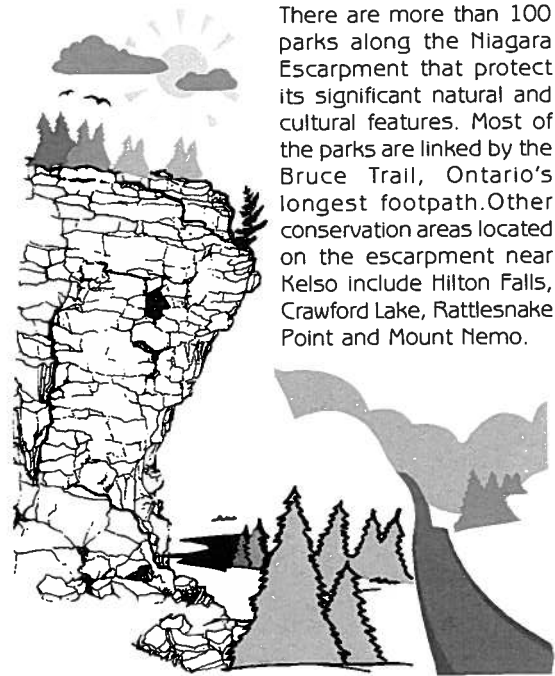 There are more than 100
parks along the Niagara
Escarpment that protect
its significant natural and
cultural features. Most of
the parks are linked by the
Bruce Trail, Ontario's
longest footpath.Other
conservation areas located
on the escarpment near
Kelso include Hilton Falls,
Crawford Lake, Rattlesnake
Point and Mount Nemo.